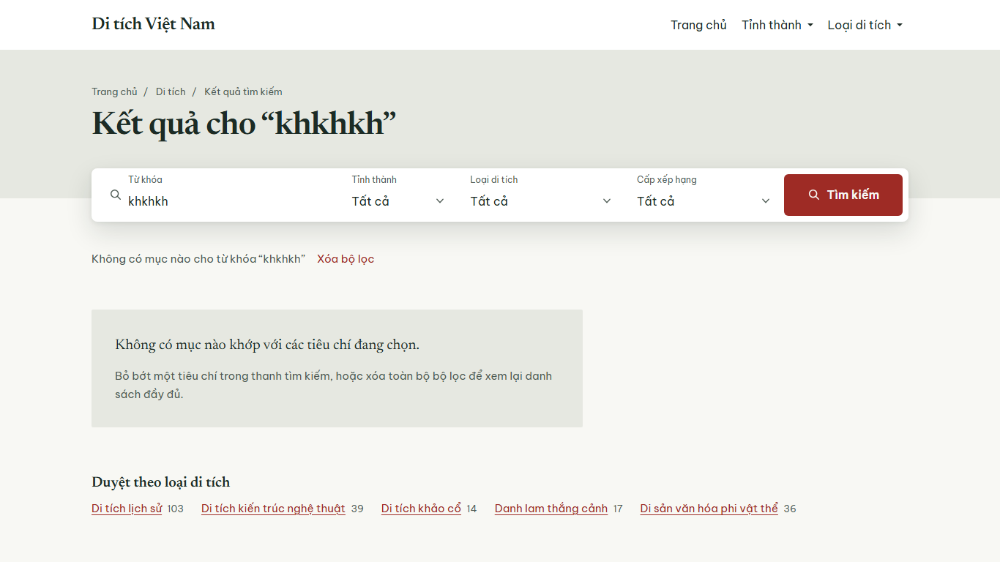 Di tích Việt Nam
Trang chủ Tỉnh thành Loại di tích
Trang chủ / Di tích / Kết quả tìm kiếm
Kết quả cho “khkhkh”
Từ khóa Tỉnh thành Loại di tích Cấp xếp hạng
khkhkh Tất cả Tất cả Tất cả Tìm kiếm
Không có mục nào cho từ khóa “khkhkh” Xóa bộ lọc
Không có mục nào khớp với các tiêu chí đang chọn.
Bỏ bớt một tiêu chí trong thanh tìm kiếm, hoặc xóa toàn bộ bộ lọc để xem lại danh
sách đầy đủ.
Duyệt theo loại di tích
Di tích lịch sử 103 Di tích kiến trúc nghệ thuật 39 Di tích khảo cổ 14 Danh lam thắng cảnh 17 Di sản văn hóa phi vật thể 36